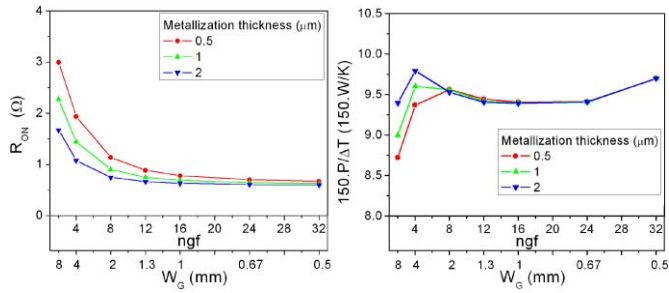 Metallization thickness (μm)
0.5
1
2
R_ON (Ω)
4
3
2
1
0
4 8 12 16 20 24 28 32
ngf
8 4 2 1.3 1 0.67 0.5
W_G (mm)
10.5
10.0
9.5
9.0
8.5
8.0
150.P/ΔT (150.W/K)
Metallization thickness (μm)
0.5
1
2
4 8 12 16 20 24 28 32
ngf
8 4 2 1.3 1 0.67 0.5
W_G (mm)